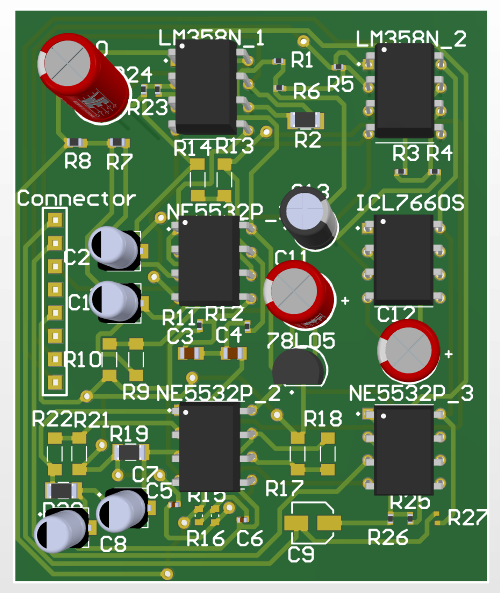 LM358N_1
LM358N_2
R1
R5
R24
R6
R23
R2
R14
R13
R3
R4
R8
R7
Connector
NE5532P_
ICL7660S
C2
C11
C1
R11
R12
C12
C3
C4
78L05
R10
R9
NE5532P_2
NE5532P_3
R22
R21
R19
R18
C7
C5
R17
R15
R25
R27
R16
C6
R26
C8
C9